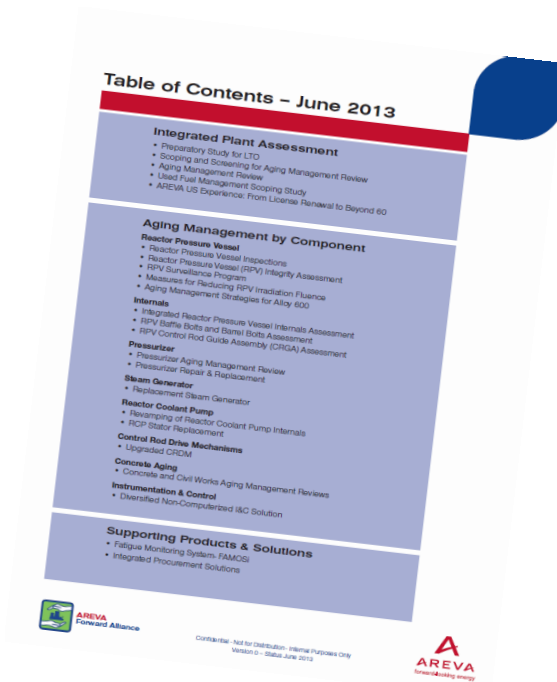 Table of Contents – June 2013
Integrated Plant Assessment
• Preparatory Study for LTO
• Scoping and Screening for Aging Management Review
• Aging Management Review
• Used Fuel Management Scoping Study
• AREVA US Experience: From License Renewal to Beyond 60
Aging Management by Component
Reactor Pressure Vessel
• Reactor Pressure Vessel Inspections
• Reactor Pressure Vessel (RPV) Integrity Assessment
• RPV Surveillance Program
• Measures for Reducing RPV Irradiation Fluence
• Aging Management Strategies for Alloy 600
Internals
• Integrated Reactor Pressure Vessel Internals Assessment
• RPV Baffle Bolts and Barrel Bolts Assessment
• RPV Control Rod Guide Assembly (CRGA) Assessment
Pressurizer
• Pressurizer Aging Management Review
• Pressurizer Repair & Replacement
Steam Generator
• Replacement Steam Generator
Reactor Coolant Pump
• Revamping of Reactor Coolant Pump Internals
• RCP Stator Replacement
Control Rod Drive Mechanisms
• Upgraded CRDM
Concrete Aging
• Concrete and Civil Works Aging Management Reviews
Instrumentation & Control
• Diversified Non-Computerized I&C Solution
Supporting Products & Solutions
• Fatigue Monitoring System- FAMOSi
• Integrated Procurement Solutions
AREVA
Forward Alliance
Confidential - Not for Distribution - Internal Purposes Only
Version 0 – Status June 2013
AREVA
forward-looking energy